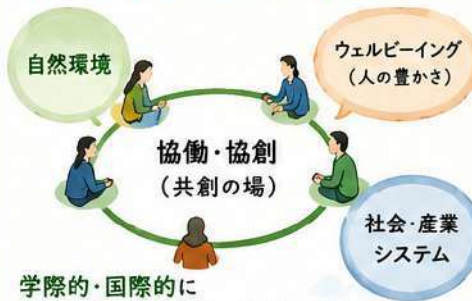 自然環境
ウェルビーイング
(人の豊かさ)
協働・協創
(共創の場)
社会・産業
システム
学際的・国際的に